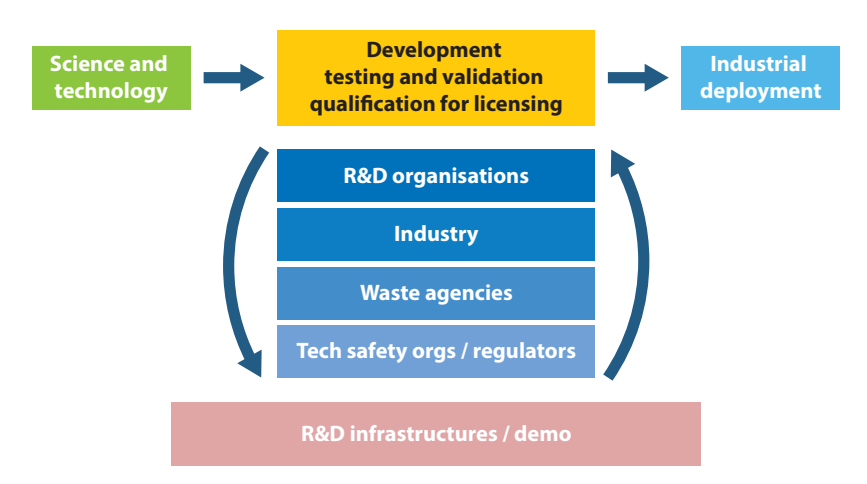 Science and
technology
Development
testing and validation
qualification for licensing
Industrial
deployment
R&D organisations
Industry
Waste agencies
Tech safety orgs / regulators
R&D infrastructures / demo